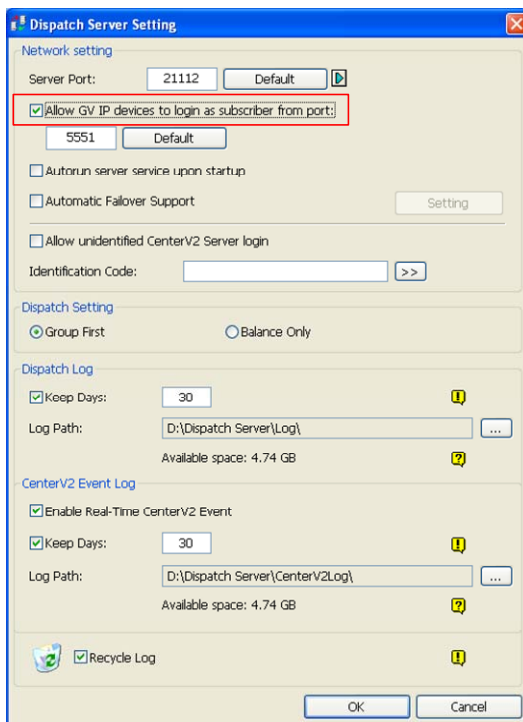 Dispatch Server Setting
Network setting
Server Port: 21112 Default
Allow GV IP devices to login as subscriber from port:
5551 Default
Autorun server service upon startup
Automatic Failover Support Setting
Allow unidentified CenterV2 Server login
Identification Code: >>
Dispatch Setting
Group First Balance Only
Dispatch Log
Keep Days: 30
Log Path: D:\Dispatch Server\Log\ ...
Available space: 4.74 GB
CenterV2 Event Log
Enable Real-Time CenterV2 Event
Keep Days: 30
Log Path: D:\Dispatch Server\CenterV2Log\ ...
Available space: 4.74 GB
Recycle Log
OK Cancel